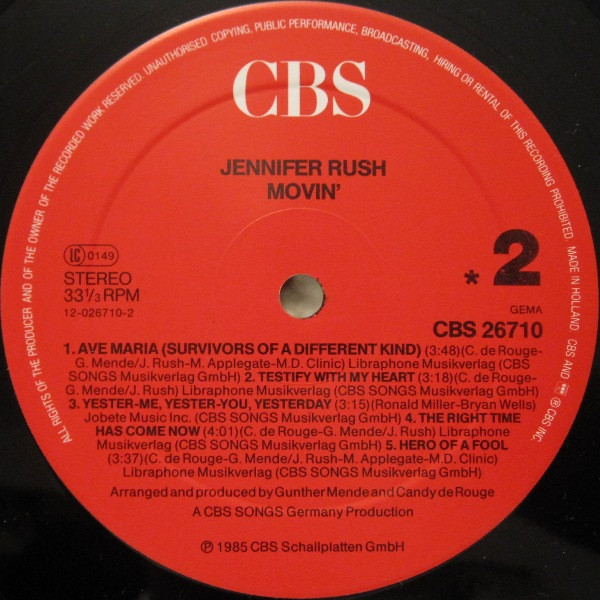 ALL RIGHTS OF THE PRODUCER AND OF THE OWNER OF THE RECORDED WORK RESERVED. UNAUTHORISED COPYING, PUBLIC PERFORMANCE, BROADCASTING, HIRING OR RENTAL OF THIS RECORDING PROHIBITED. MADE IN HOLLAND. CBS AND ® CBS INC.
CBS
JENNIFER RUSH
MOVIN'
LC 0149
STEREO
33 1/3 RPM
12-026710-2
* 2
GEMA
CBS 26710
1. AVE MARIA (SURVIVORS OF A DIFFERENT KIND) (3:48)(C. de Rouge-
G. Mende/J. Rush-M. Applegate-M.D. Clinic) Libraphone Musikverlag (CBS
SONGS Musikverlag GmbH) 2. TESTIFY WITH MY HEART (3:18)(C. de Rouge-
G. Mende/J. Rush) Libraphone Musikverlag (CBS SONGS Musikverlag GmbH)
3. YESTER-ME, YESTER-YOU, YESTERDAY (3:15)(Ronald Miller-Bryan Wells)
Jobete Music Inc. (CBS SONGS Musikverlag GmbH) 4. THE RIGHT TIME
HAS COME NOW (4:01)(C. de Rouge-G. Mende/J. Rush) Libraphone
Musikverlag (CBS SONGS Musikverlag GmbH) 5. HERO OF A FOOL
(3:37)(C. de Rouge-G. Mende/J. Rush-M. Applegate-M.D. Clinic)
Libraphone Musikverlag (CBS SONGS Musikverlag GmbH)
Arranged and produced by Gunther Mende and Candy de Rouge
A CBS SONGS Germany Production
℗ 1985 CBS Schallplatten GmbH